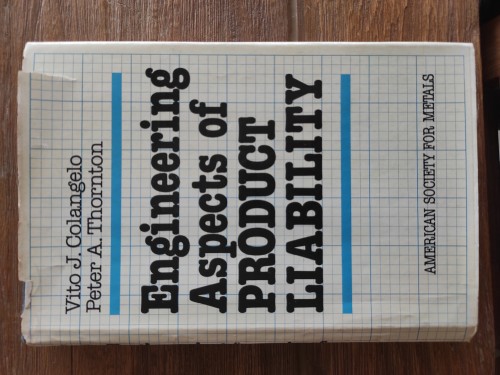 Vito J. Colangelo
Peter A. Thornton
Engineering
Aspects of
PRODUCT
LIABILITY
AMERICAN SOCIETY FOR METALS